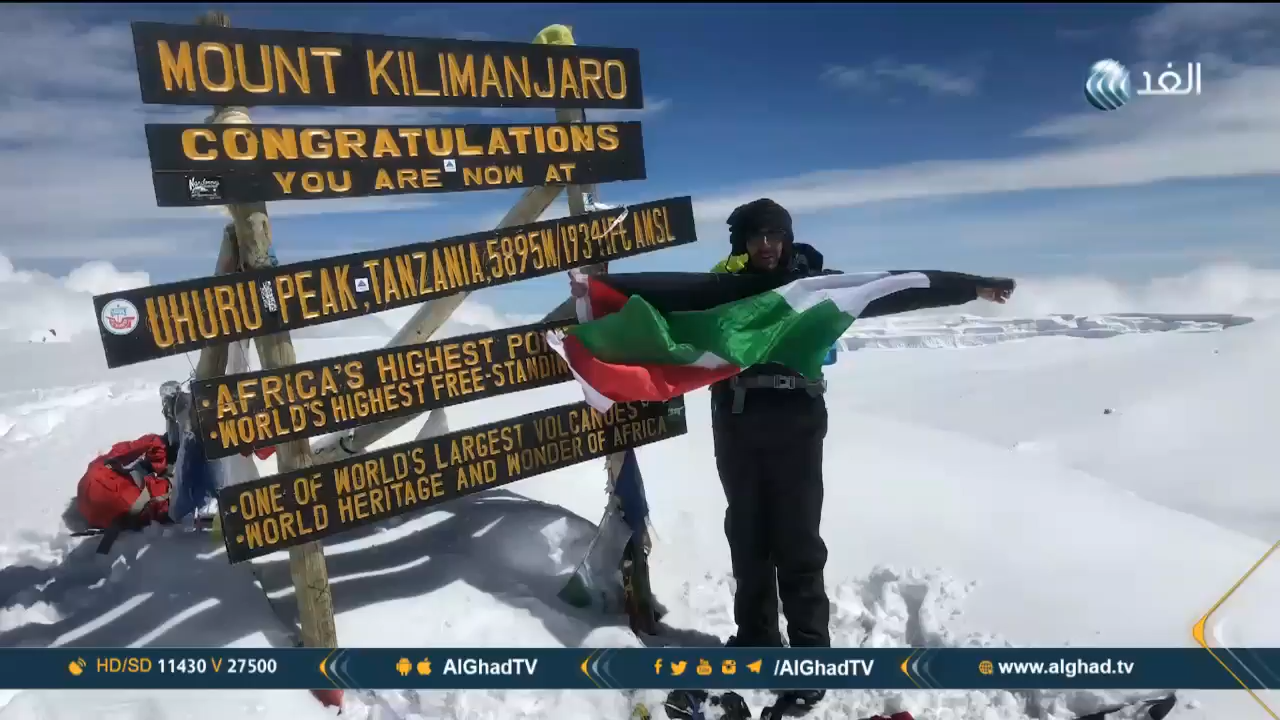 MOUNT KILIMANJARO
الغد
CONGRATULATIONS
YOU ARE NOW AT
UHURU PEAK, TANZANIA, 5895M/19341Ft AMSL
•AFRICA'S HIGHEST
•WORLD'S HIGHEST FREE-STANDIN
•ONE OF WORLD'S LARGEST VOLCANOES
•WORLD HERITAGE AND WONDER OF AFRICA
HD/SD 11430 V 27500 AlGhadTV /AlGhadTV www.alghad.tv